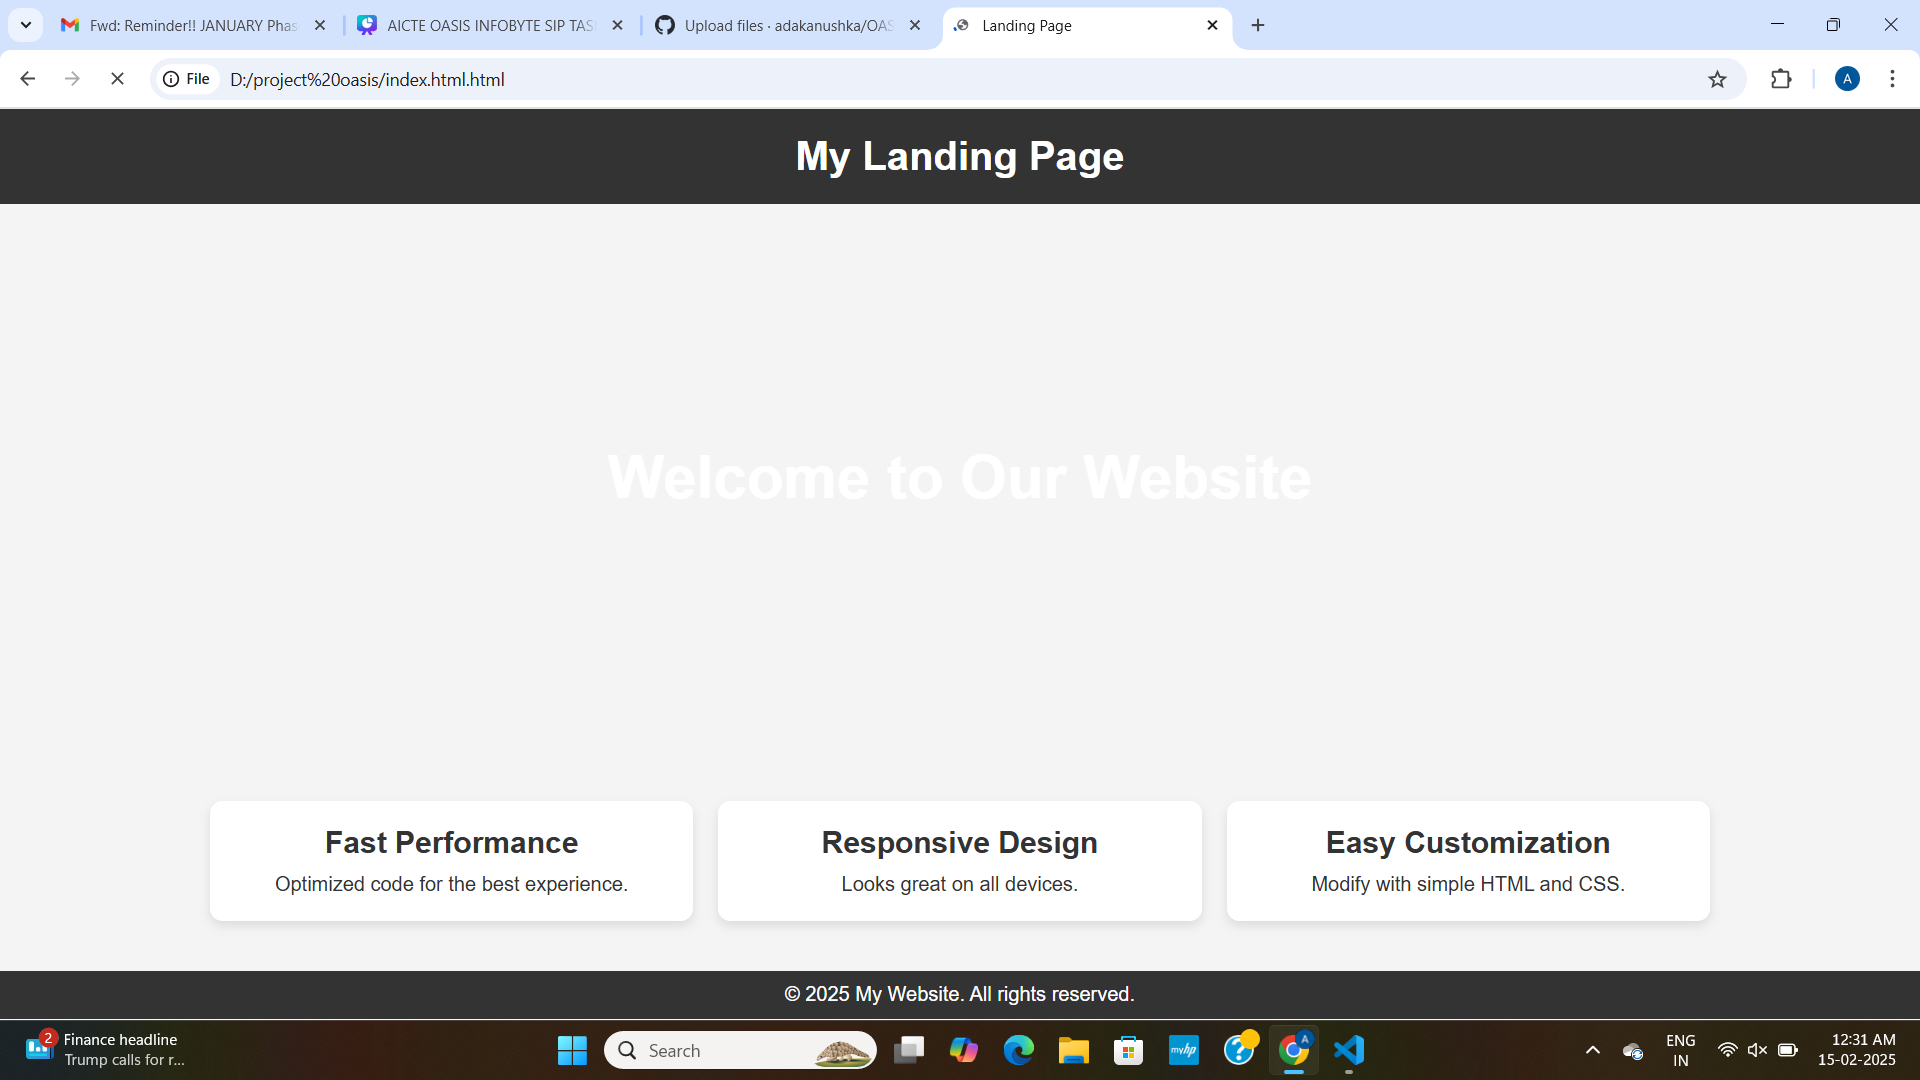 Fwd: Reminder!! JANUARY Phas
AICTE OASIS INFOBYTE SIP TAS
Upload files · adakanushka/OAS
Landing Page
File
D:/project%20oasis/index.html.html
A
My Landing Page
Welcome to Our Website
Fast Performance
Optimized code for the best experience.
Responsive Design
Looks great on all devices.
Easy Customization
Modify with simple HTML and CSS.
© 2025 My Website. All rights reserved.
2
Finance headline
Trump calls for r...
Search
myhp
A
ENG
IN
12:31 AM
15-02-2025